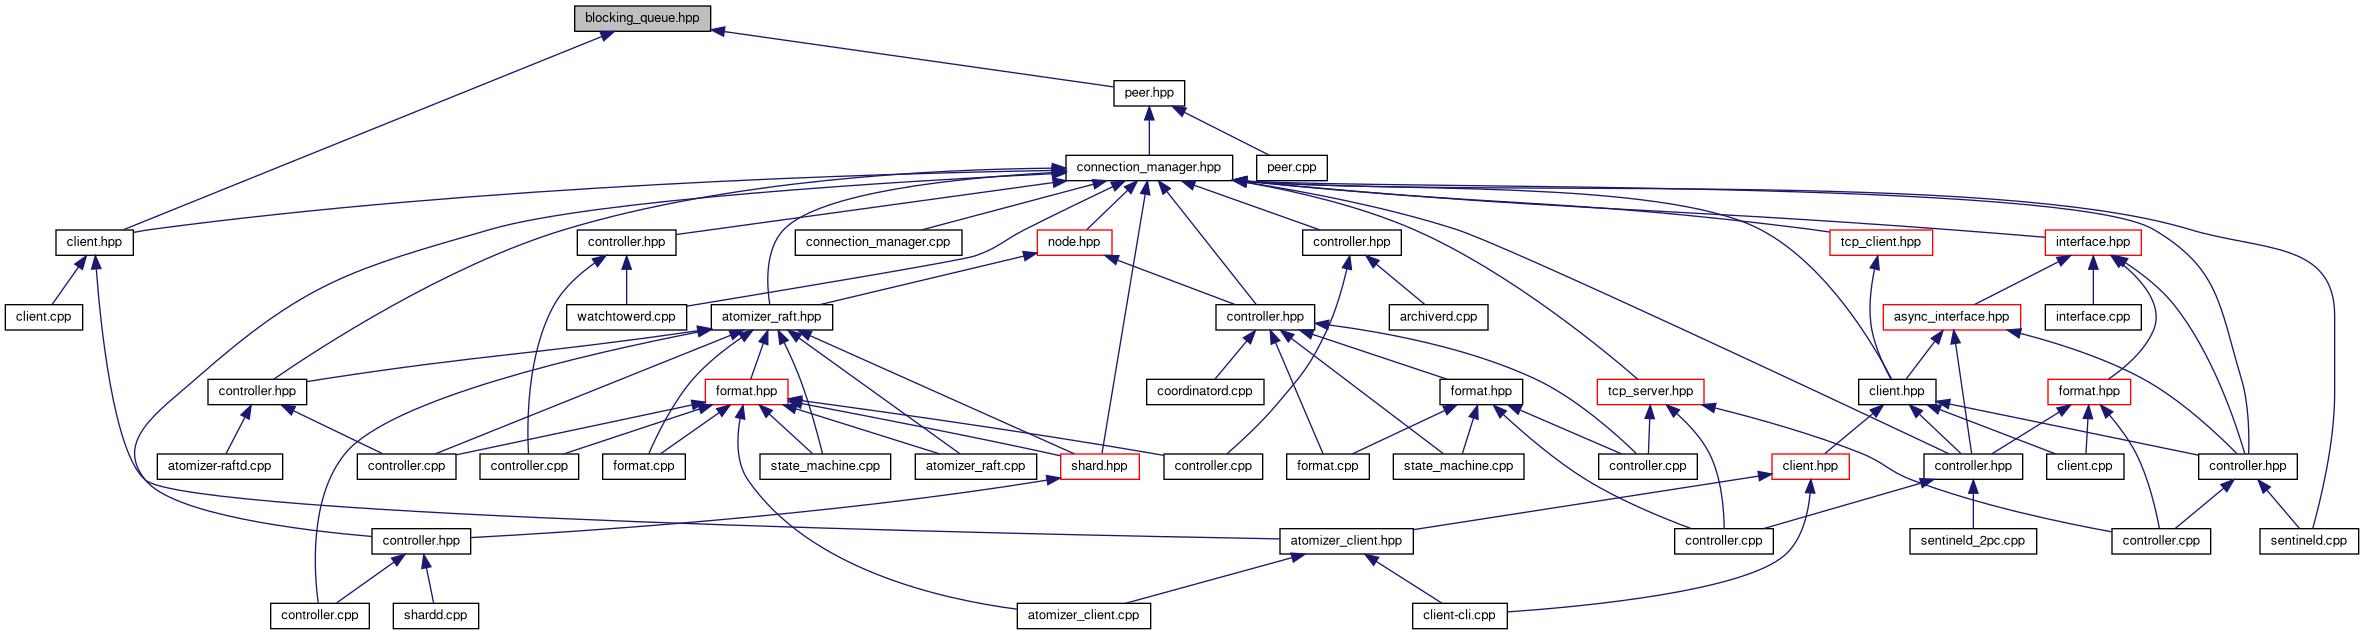 blocking_queue.hpp
peer.hpp
connection_manager.hpp
peer.cpp
client.hpp
controller.hpp
connection_manager.cpp
node.hpp
controller.hpp
tcp_client.hpp
interface.hpp
client.cpp
watchtowerd.cpp
atomizer_raft.hpp
controller.hpp
archiverd.cpp
async_interface.hpp
interface.cpp
controller.hpp
format.hpp
coordinatord.cpp
format.hpp
tcp_server.hpp
client.hpp
format.hpp
atomizer-raftd.cpp
controller.cpp
controller.cpp
format.cpp
state_machine.cpp
atomizer_raft.cpp
shard.hpp
controller.cpp
format.cpp
state_machine.cpp
controller.cpp
client.hpp
controller.hpp
client.cpp
controller.hpp
controller.hpp
atomizer_client.hpp
controller.cpp
sentineld_2pc.cpp
controller.cpp
sentineld.cpp
controller.cpp
shardd.cpp
atomizer_client.cpp
client-cli.cpp